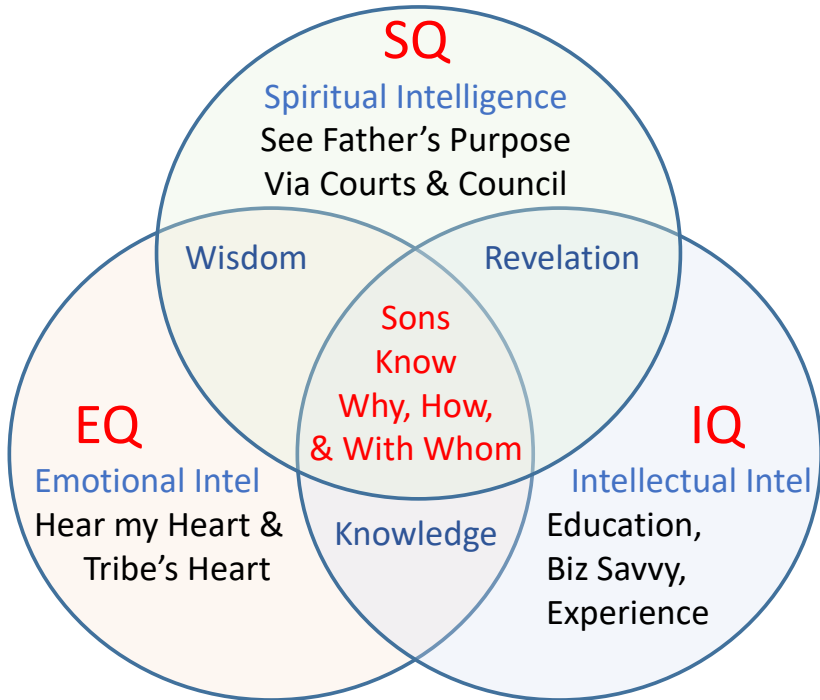 SQ
Spiritual Intelligence
See Father’s Purpose
Via Courts & Council
Wisdom
Revelation
Sons
Know
Why, How,
& With Whom
EQ
Emotional Intel
Hear my Heart &
Tribe’s Heart
IQ
Intellectual Intel
Education,
Biz Savvy,
Experience
Knowledge